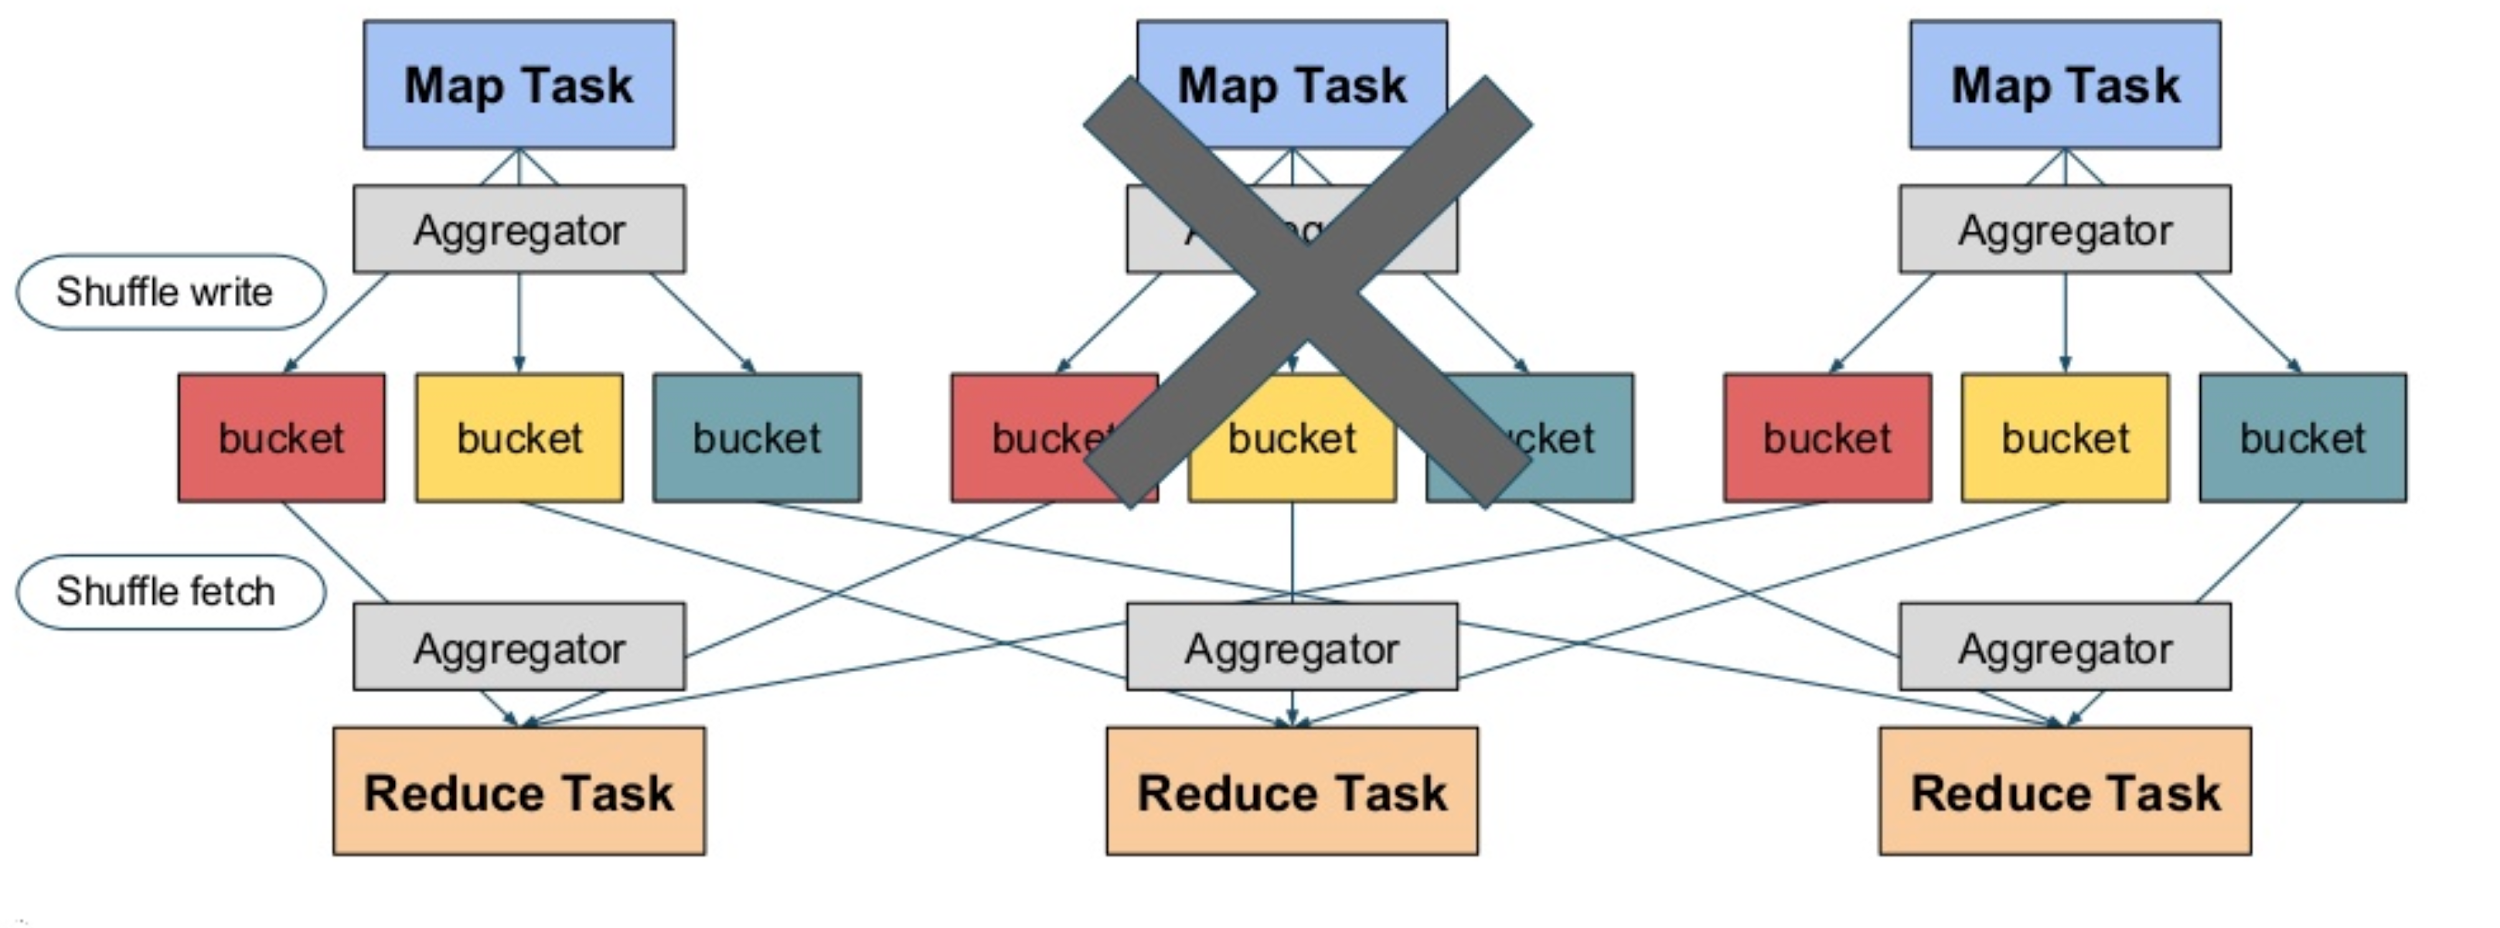 Map Task
Map Task
Map Task
Aggregator
Aggregator
Shuffle write
bucket
bucket
bucket
bucket
bucket
bucket
bucket
bucket
Shuffle fetch
Aggregator
Aggregator
Aggregator
Reduce Task
Reduce Task
Reduce Task